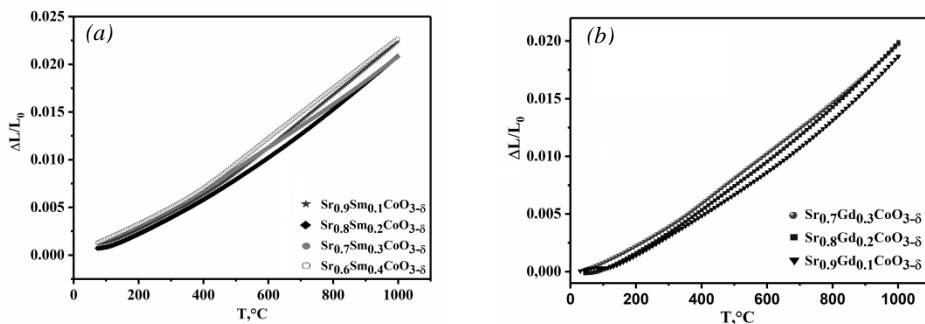 (a)
0.020
0.015
0.010
0.005
0.000
ΔL/L₀
0 200 400 600 800 1000
T,°C
Sr₀.₉Sm₀.₁CoO₃₋δ
Sr₀.₈Sm₀.₂CoO₃₋δ
Sr₀.₇Sm₀.₃CoO₃₋δ
Sr₀.₆Sm₀.₄CoO₃₋δ
(b)
0.020
0.015
0.010
0.005
0,000
ΔL/L₀
0 200 400 600 800 1000
T,°C
Sr₀.₇Gd₀.₃CoO₃₋δ
Sr₀.₈Gd₀.₂CoO₃₋δ
Sr₀.₉Gd₀.₁CoO₃₋δ